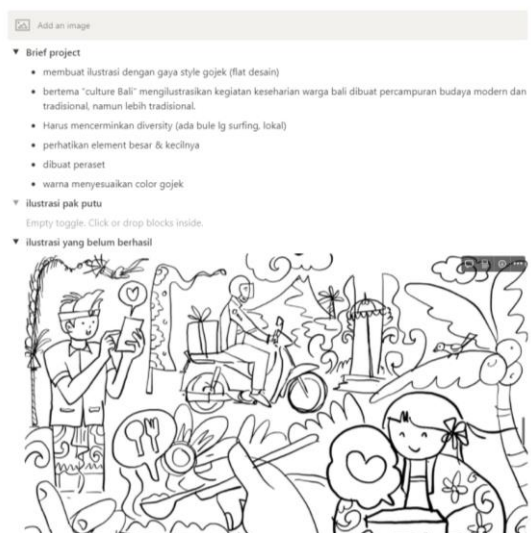 Add an image
Brief project
membuat ilustrasi dengan gaya style gojek (flat desain)
bertema "culture Bali" mengilustrasikan kegiatan keseharian warga bali dibuat percampuran budaya modern dan
tradisional, namun lebih tradisional.
Harus mencerminkan diversity (ada bule lg surfing, lokal)
perhatikan element besar & kecilnya
dibuat peraset
warna menyesuaikan color gojek
ilustrasi pak putu
Empty toggle. Click or drop blocks inside.
ilustrasi yang belum berhasil